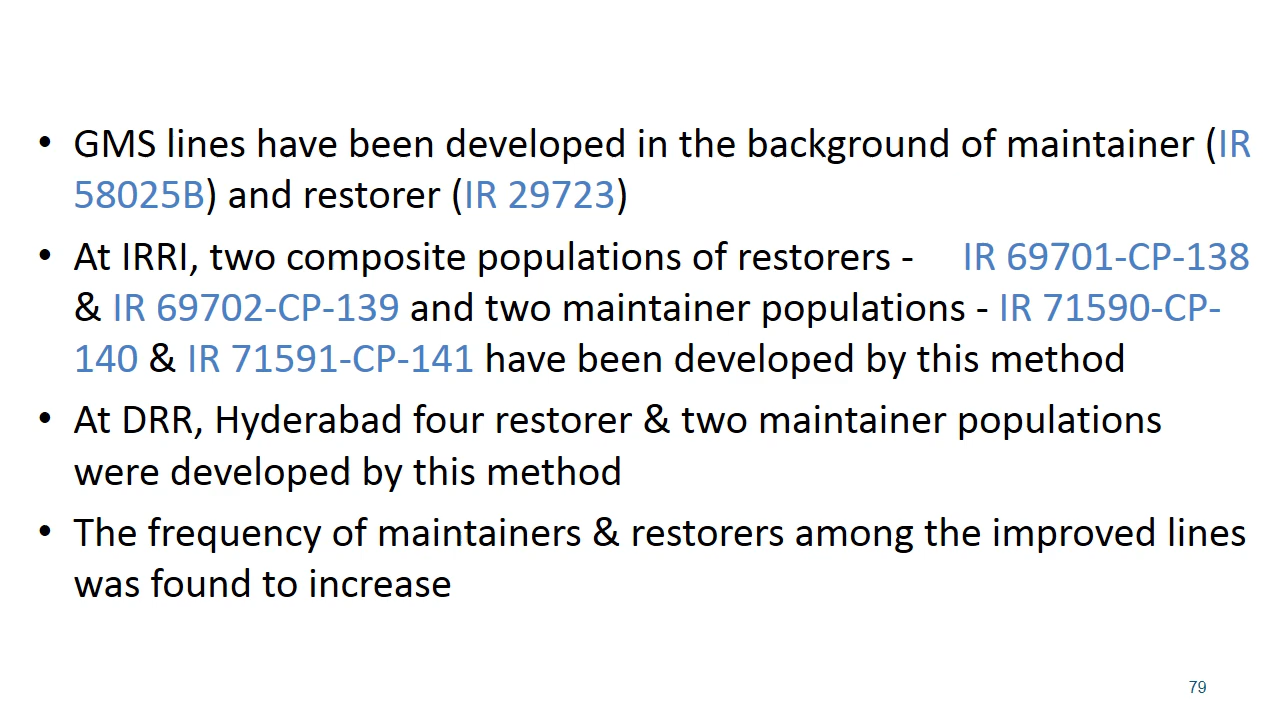 • GMS lines have been developed in the background of maintainer (IR
58025B) and restorer (IR 29723)
• At IRRI, two composite populations of restorers - IR 69701-CP-138
& IR 69702-CP-139 and two maintainer populations - IR 71590-CP-
140 & IR 71591-CP-141 have been developed by this method
• At DRR, Hyderabad four restorer & two maintainer populations
were developed by this method
• The frequency of maintainers & restorers among the improved lines
was found to increase
79